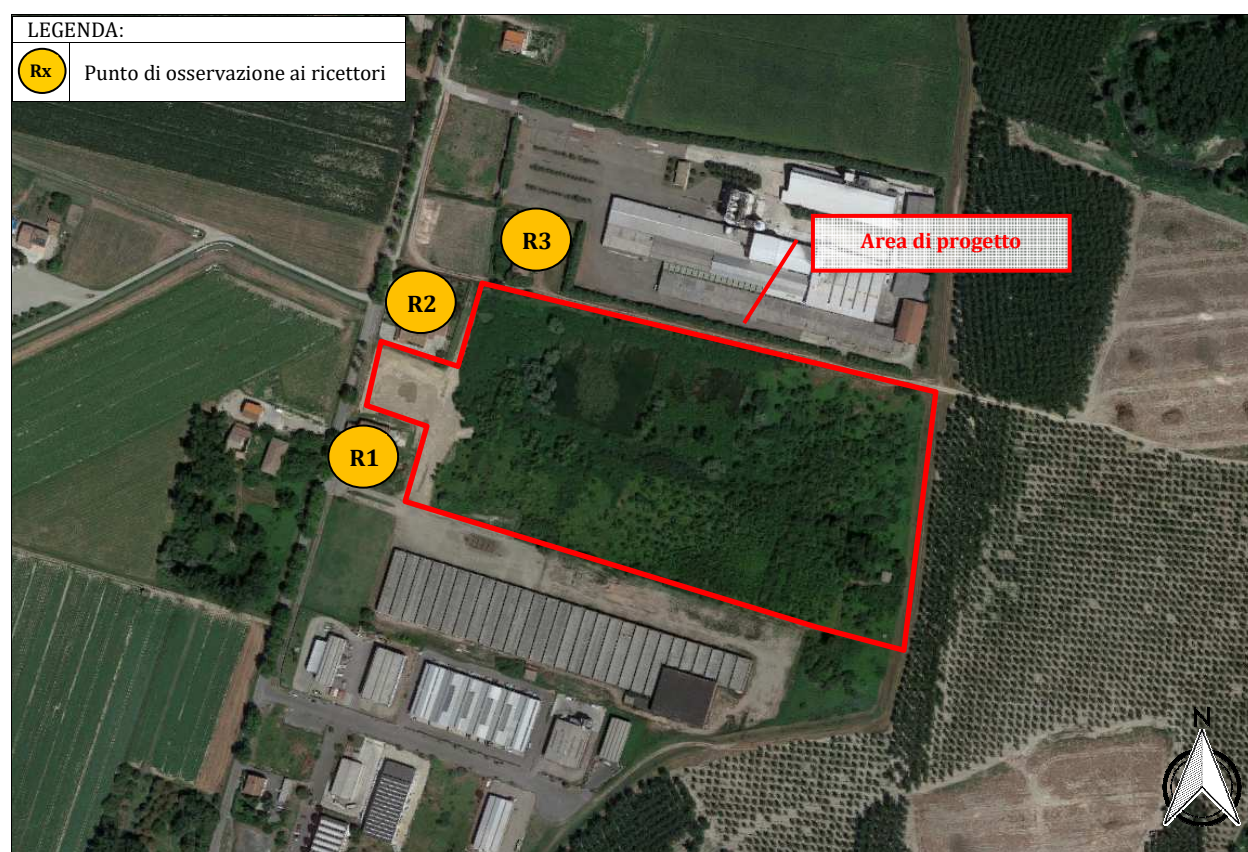 LEGENDA:
Rx Punto di osservazione ai ricettori
R3
Area di progetto
R2
R1
N